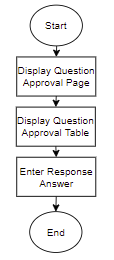 Start
Display Question
Approval Page
Display Question
Approval Table
Enter Response
Answer
End